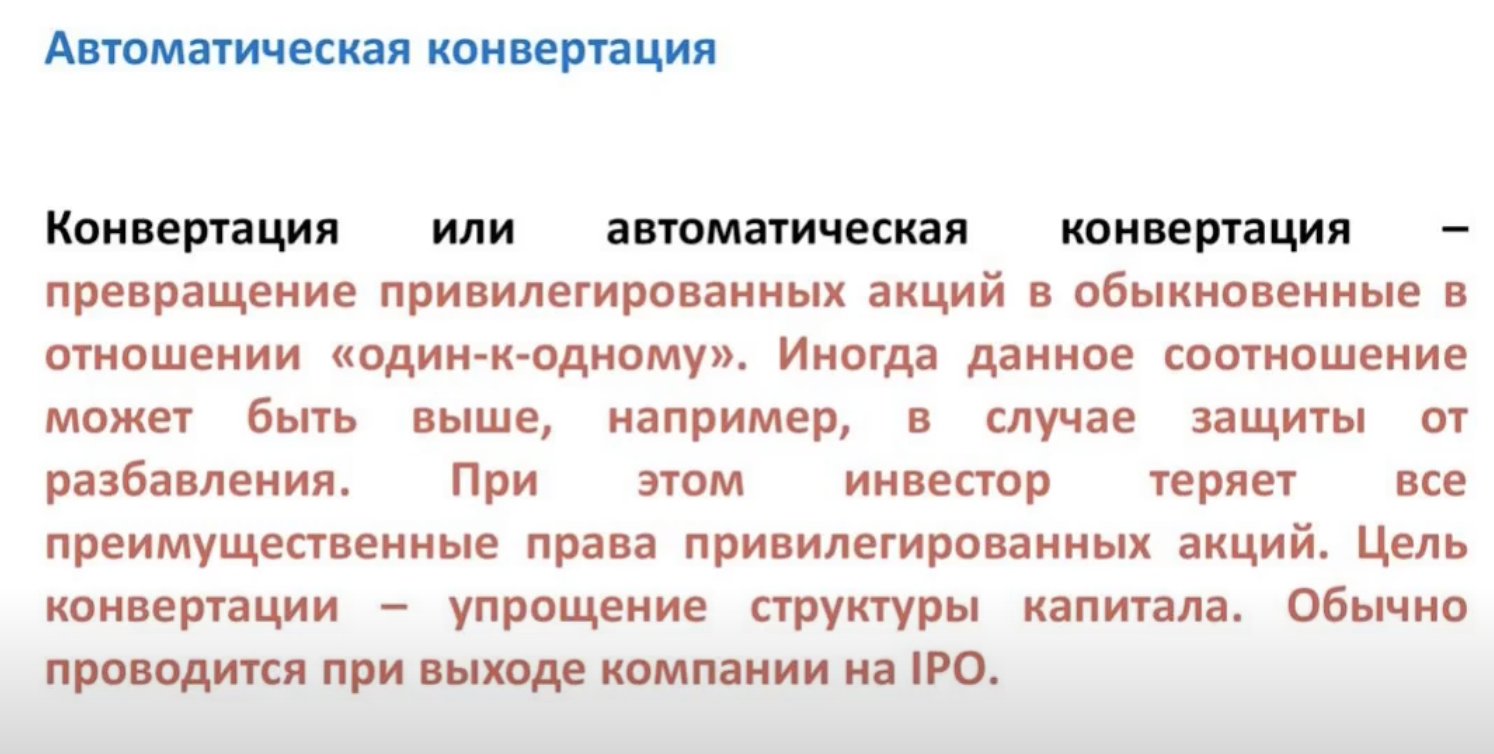 Автоматическая конвертация
Конвертация или автоматическая конвертация –
превращение привилегированных акций в обыкновенные в
отношении «один-к-одному». Иногда данное соотношение
может быть выше, например, в случае защиты от
разбавления. При этом инвестор теряет все
преимущественные права привилегированных акций. Цель
конвертации – упрощение структуры капитала. Обычно
проводится при выходе компании на IPO.